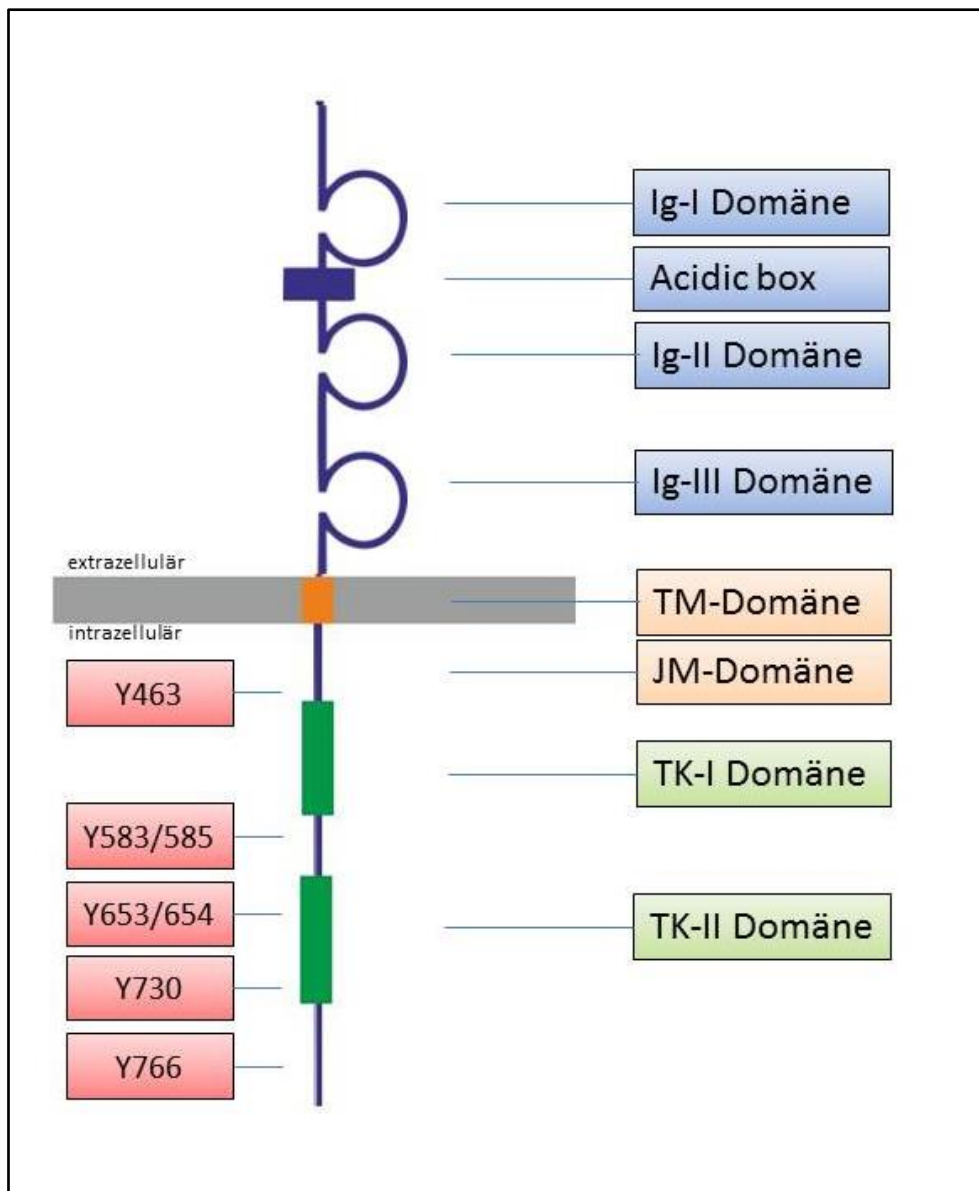 Ig-I Domäne
Acidic box
Ig-II Domäne
Ig-III Domäne
extrazellulär
TM-Domäne
intrazellulär
JM-Domäne
Y463
TK-I Domäne
Y583/585
Y653/654
TK-II Domäne
Y730
Y766